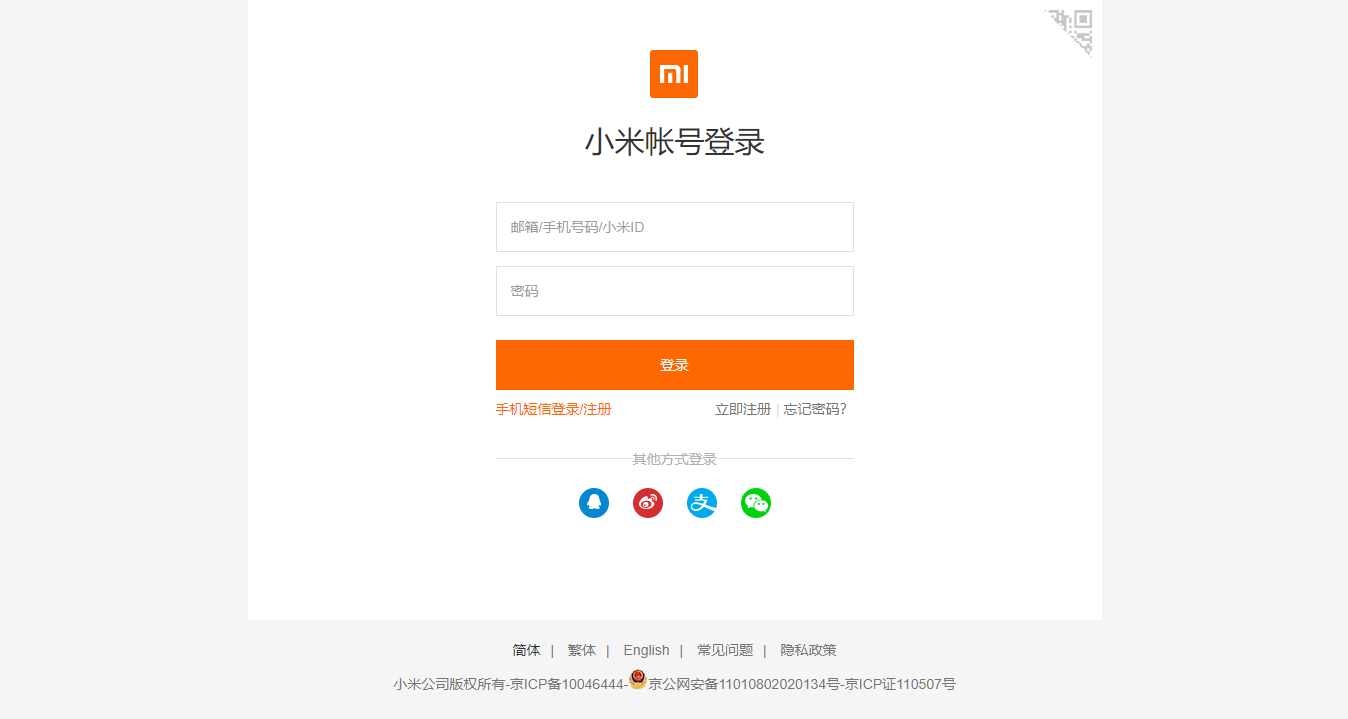 小米帐号登录
邮箱/手机号码/小米ID
密码
登录
手机短信登录/注册 立即注册 | 忘记密码?
其他方式登录
简体 | 繁体 | English | 常见问题 | 隐私政策
小米公司版权所有-京ICP备10046444-京公网安备11010802020134号-京ICP证110507号